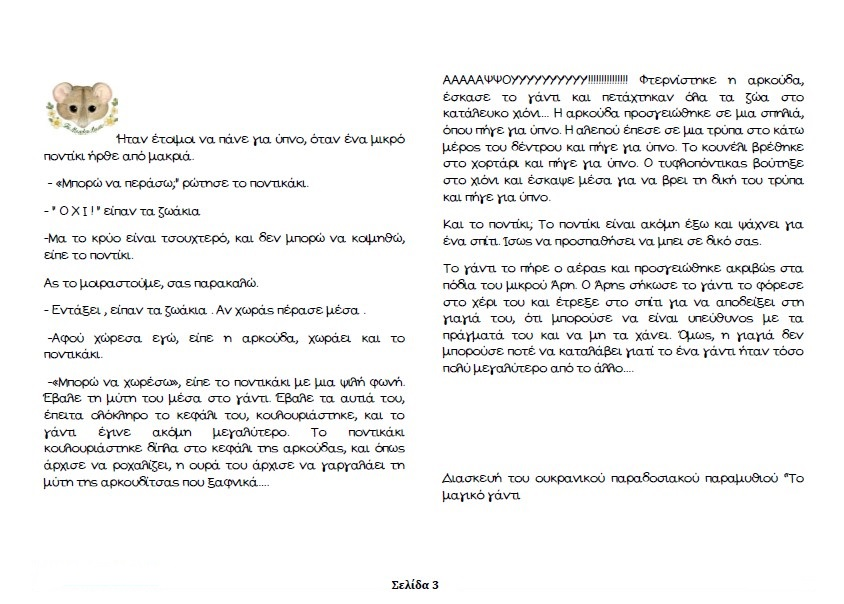 Ήταν έτοιμοι να πάνε για ύπνο, όταν ένα μικρό
ποντίκι ήρθε από μακριά.
- «Μπορώ να περάσω;" ρώτησε το ποντικάκι.
- " Ο Χ Ι ! " είπαν τα ζωάκια
-Μα το κρύο είναι τσουχτερό, και δεν μπορώ να κοιμηθώ,
είπε το ποντίκι.
Ας το μοιραστούμε, σας παρακαλώ.
- Εντάξει , είπαν τα ζωάκια . Αν χωράς πέρασε μέσα .
-Αφού χώρεσα εγώ, είπε η αρκούδα, χωράει και το
ποντικάκι.
-«Μπορώ να χωρέσω», είπε το ποντικάκι με μια ψιλή φωνή.
Έβαλε τη μύτη του μέσα στο γάντι. Έβαλε τα αυτιά του,
έπειτα ολόκληρο το κεφάλι του, κουλουριάστηκε, και το
γάντι έγινε ακόμη μεγαλύτερο. Το ποντικάκι
κουλουριάστηκε δίπλα στο κεφάλι της αρκούδας, και όπως
άρχισε να ροχαλίζει, η ουρά του άρχισε να γαργαλάει τη
μύτη της αρκουδίτσας που ξαφνικά....
ΑΑΑΑΑΨΨΟΥΥΥΥΥΥΥΥΥΥ!!!!!!!!!!!!!!! Φτερνίστηκε η αρκούδα,
έσκασε το γάντι και πετάχτηκαν όλα τα ζώα στο
κατάλευκο χιόνι... Η αρκούδα προσγειώθηκε σε μια σπηλιά,
όπου πήγε για ύπνο. Η αλεπού έπεσε σε μια τρύπα στο κάτω
μέρος του δέντρου και πήγε για ύπνο. Το κουνέλι βρέθηκε
στο χορτάρι και πήγε για ύπνο. Ο τυφλοπόντικας βούτηξε
στο χιόνι και έσκαψε μέσα για να βρει τη δική του τρύπα
και πήγε για ύπνο.
Και το ποντίκι; Το ποντίκι είναι ακόμη έξω και ψάχνει για
ένα σπίτι. Ίσως να προσπαθήσει να μπει σε δικό σας.
Το γάντι το πήρε ο αέρας και προσγειώθηκε ακριβώς στα
πόδια του μικρού Άρη. Ο Άρης σήκωσε το γάντι το φόρεσε
στο χέρι του και έτρεξε στο σπίτι για να αποδείξει στη
γιαγιά του, ότι μπορούσε να είναι υπεύθυνος με τα
πράγματά του και να μη τα χάνει. Όμως, η γιαγιά δεν
μπορούσε ποτέ να καταλάβει γιατί το ένα γάντι ήταν τόσο
πολύ μεγαλύτερο από το άλλο....
Διασκευή του ουκρανικού παραδοσιακού παραμυθιού "Το
μαγικό γάντι
Σελίδα 3